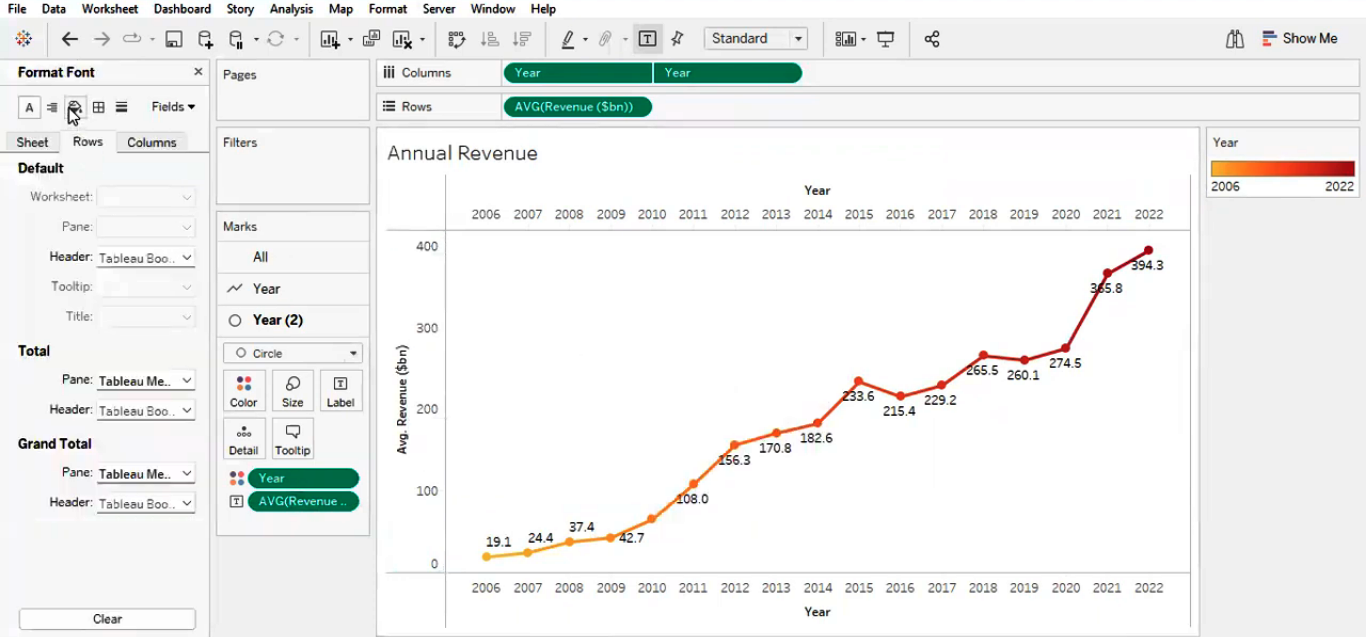 File Data Worksheet Dashboard Story Analysis Map Format Server Window Help
Standard
Show Me
Format Font
A
Fields
Sheet Rows Columns
Default
Worksheet:
Pane:
Header: Tableau Boo..
Tooltip:
Title:
Total
Pane: Tableau Me..
Header: Tableau Boo..
Grand Total
Pane: Tableau Me..
Header: Tableau Boo..
Clear
Pages
Filters
Marks
All
Year
Year (2)
Circle
Color Size Label
Detail Tooltip
Year
AVG(Revenue ..
Columns Year Year
Rows AVG(Revenue ($bn))
Annual Revenue
Year
2006 2007 2008 2009 2010 2011 2012 2013 2014 2015 2016 2017 2018 2019 2020 2021 2022
Avg. Revenue ($bn)
400
300
200
100
0
19.1
24.4
37.4
42.7
108.0
156.3
170.8
182.6
233.6
215.4
229.2
265.5
260.1
274.5
365.8
394.3
2006 2007 2008 2009 2010 2011 2012 2013 2014 2015 2016 2017 2018 2019 2020 2021 2022
Year
Year
2006 2022